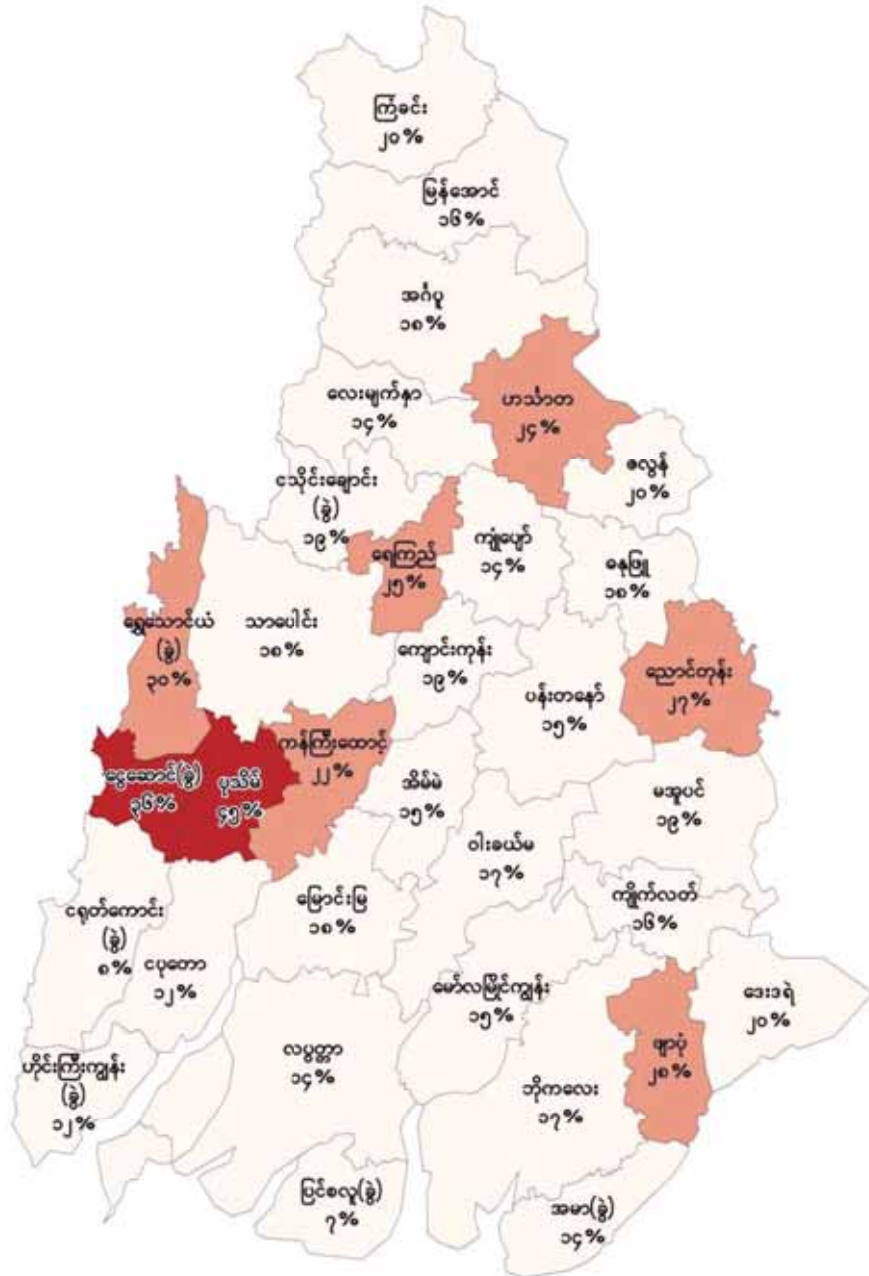 ကြံခင်း
၂၀%
မြန်အောင်
၁၆%
အင်္ဂပူ
၁၈%
လေးမျက်နှာ
၁၄%
ဟင်္သာတ
၂၄%
ဇလွန်
၂၀%
ငသိုင်းချောင်း
(ခွဲ)
၁၉%
ရေကြည်
၂၅%
ကျုံပျော်
၁၄%
ဓနုဖြူ
၁၈%
ရွှေသောင်ယံ
(ခွဲ)
၃၀%
သာပေါင်း
၁၈%
ကျောင်းကုန်း
၁၉%
ပန်းတနော်
၁၅%
ညောင်တုန်း
၂၇%
ငွေဆောင်(ခွဲ)
၃၆%
ပုသိမ်
၄၅%
ကန်ကြီးထောင့်
၂၂%
အိမ်မဲ
၁၅%
မအူပင်
၁၉%
ဝါးခယ်မ
၁၇%
ငရုတ်ကောင်း
(ခွဲ)
၈%
ငပုတော
၁၂%
မြောင်းမြ
၁၈%
ကျိုက်လတ်
၁၆%
မော်လမြိုင်ကျွန်း
၁၅%
ဒေးဒရဲ
၂၀%
ဟိုင်းကြီးကျွန်း
(ခွဲ)
၁၂%
လပွတ္တာ
၁၄%
ဘိုကလေး
၁၇%
ဖျာပုံ
၂၈%
ပြင်စလူ(ခွဲ)
၇%
အမာ(ခွဲ)
၁၄%